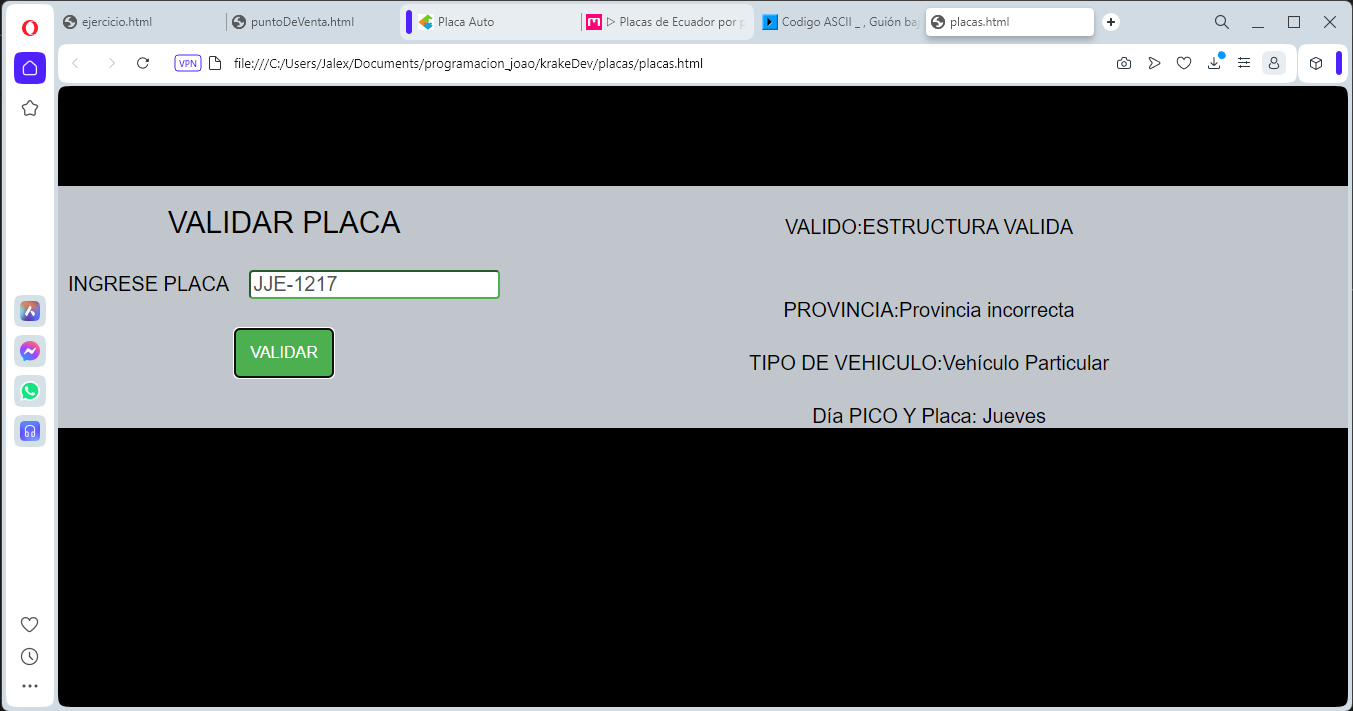 ejercicio.html
puntoDeVenta.html
Placa Auto
▷ Placas de Ecuador por p
Codigo ASCII _ , Guión baj
placas.html
VPN
file:///C:/Users/Jalex/Documents/programacion_joao/krakeDev/placas/placas.html
VALIDAR PLACA
INGRESE PLACA
JJE-1217
VALIDAR
VALIDO:ESTRUCTURA VALIDA
PROVINCIA:Provincia incorrecta
TIPO DE VEHICULO:Vehículo Particular
Día PICO Y Placa: Jueves